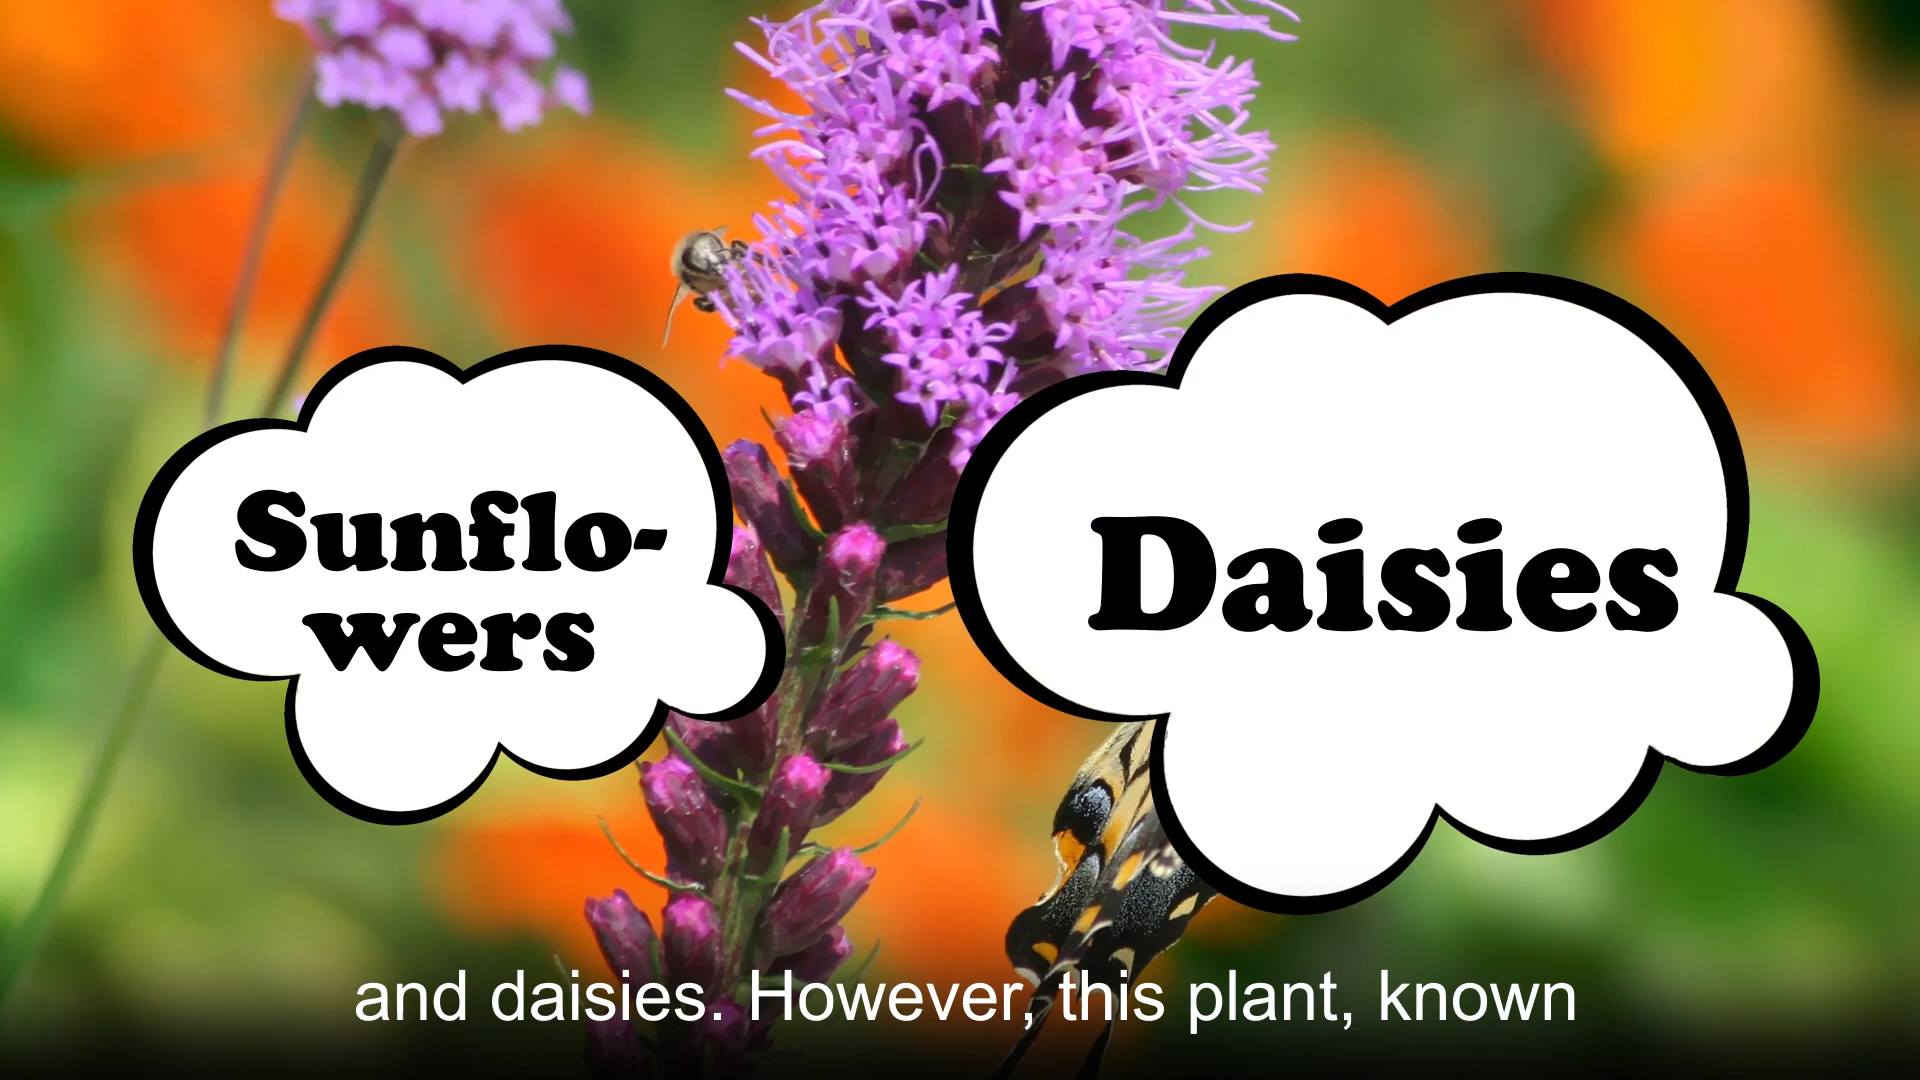 Sunflo-
wers
Daisies
and daisies. However, this plant, known